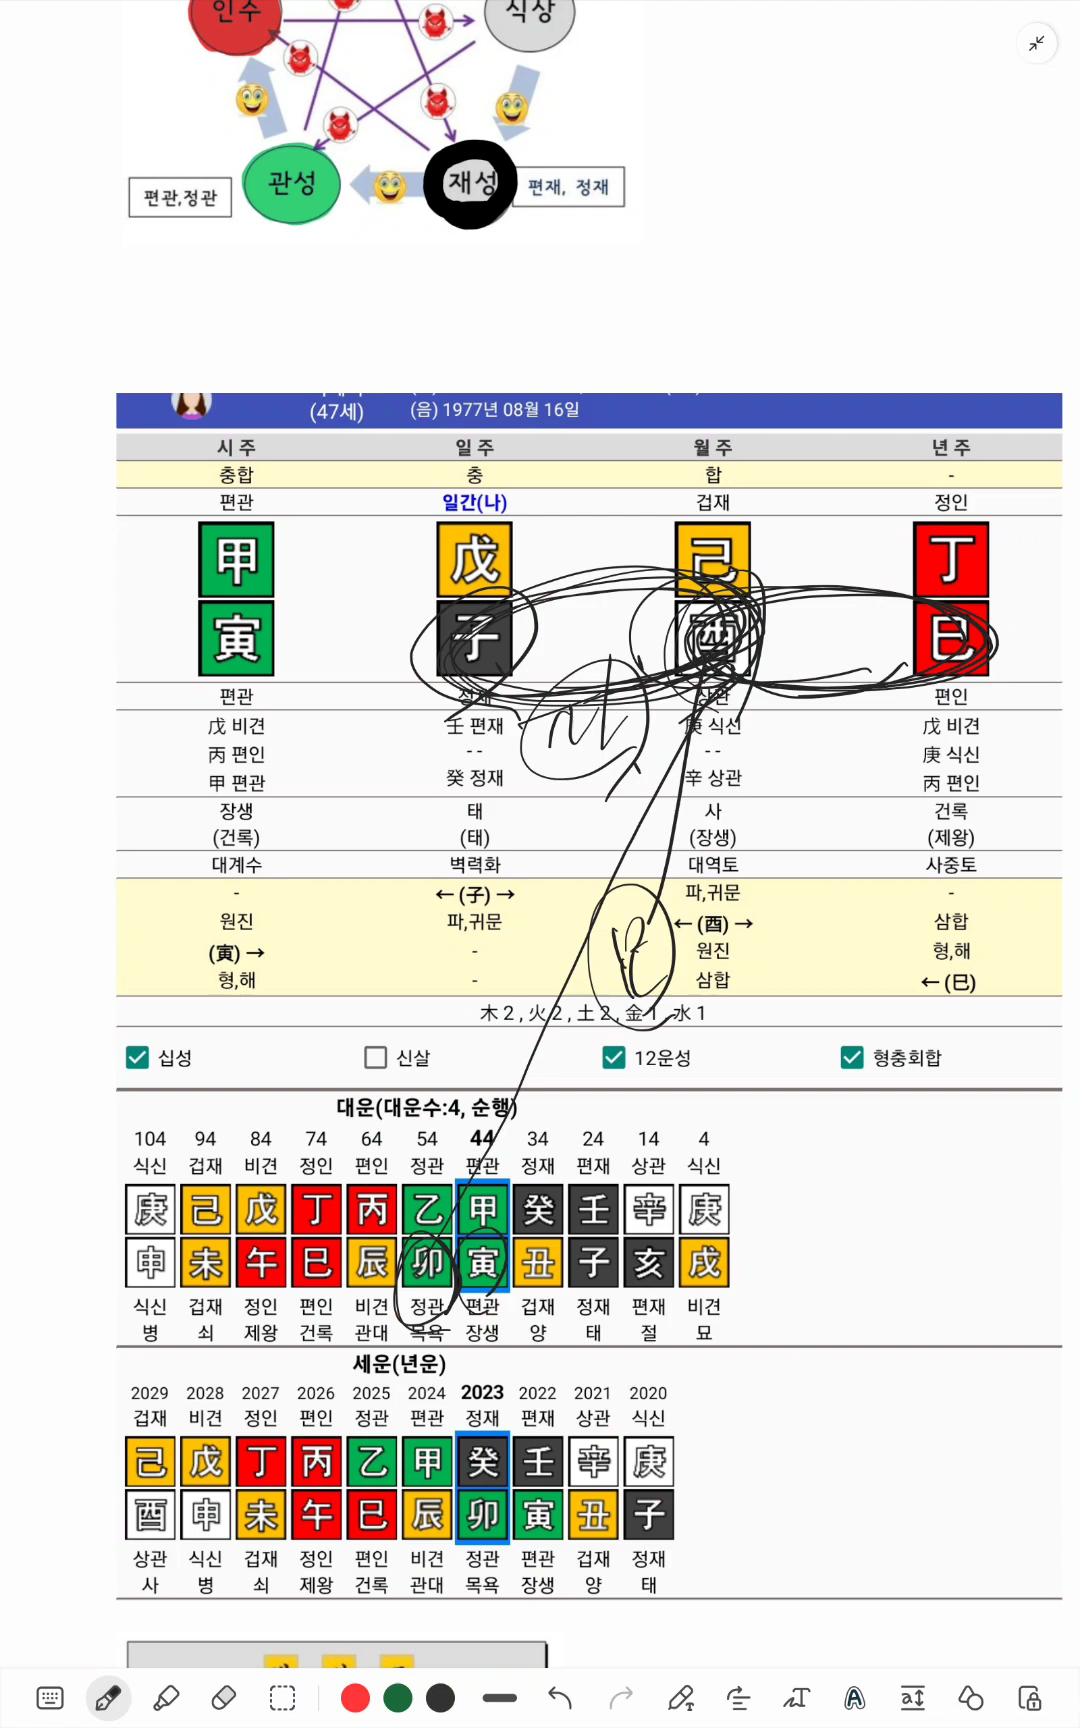 인수
식상
관성
재성
편관,정관
편재, 정재
(47세) (음) 1977년 08월 16일
시 주 일 주 월 주 년 주
충합 충 합 -
편관 일간(나) 겁재 정인
甲 戊 己 丁
寅 子 酉 巳
편관 정재 상관 편인
戊 비견 壬 편재 庚 식신 戊 비견
丙 편인 - - - - 庚 식신
甲 편관 癸 정재 辛 상관 丙 편인
장생 태 사 건록
(건록) (태) (장생) (제왕)
대계수 벽력화 대역토 사중토
- ←(子)→ 파,귀문 -
원진 파,귀문 ←(酉)→ 삼합
(寅)→ - 원진 형,해
형,해 - 삼합 ←(巳)
木 2 , 火 2 , 土 2 , 金 1 , 水 1
십성 신살 12운성 형충회합
대운(대운수:4, 순행)
104 94 84 74 64 54 44 34 24 14 4
식신 겁재 비견 정인 편인 정관 편관 정재 편재 상관 식신
庚 己 戊 丁 丙 乙 甲 癸 壬 辛 庚
申 未 午 巳 辰 卯 寅 丑 子 亥 戌
식신 겁재 정인 편인 비견 정관 편관 겁재 정재 편재 비견
병 쇠 제왕 건록 관대 목욕 장생 양 태 절 묘
세운(년운)
2029 2028 2027 2026 2025 2024 2023 2022 2021 2020
겁재 비견 정인 편인 정관 편관 정재 편재 상관 식신
己 戊 丁 丙 乙 甲 癸 壬 辛 庚
酉 申 未 午 巳 辰 卯 寅 丑 子
상관 식신 겁재 정인 편인 비견 정관 편관 겁재 정재
사 병 쇠 제왕 건록 관대 목욕 장생 양 태